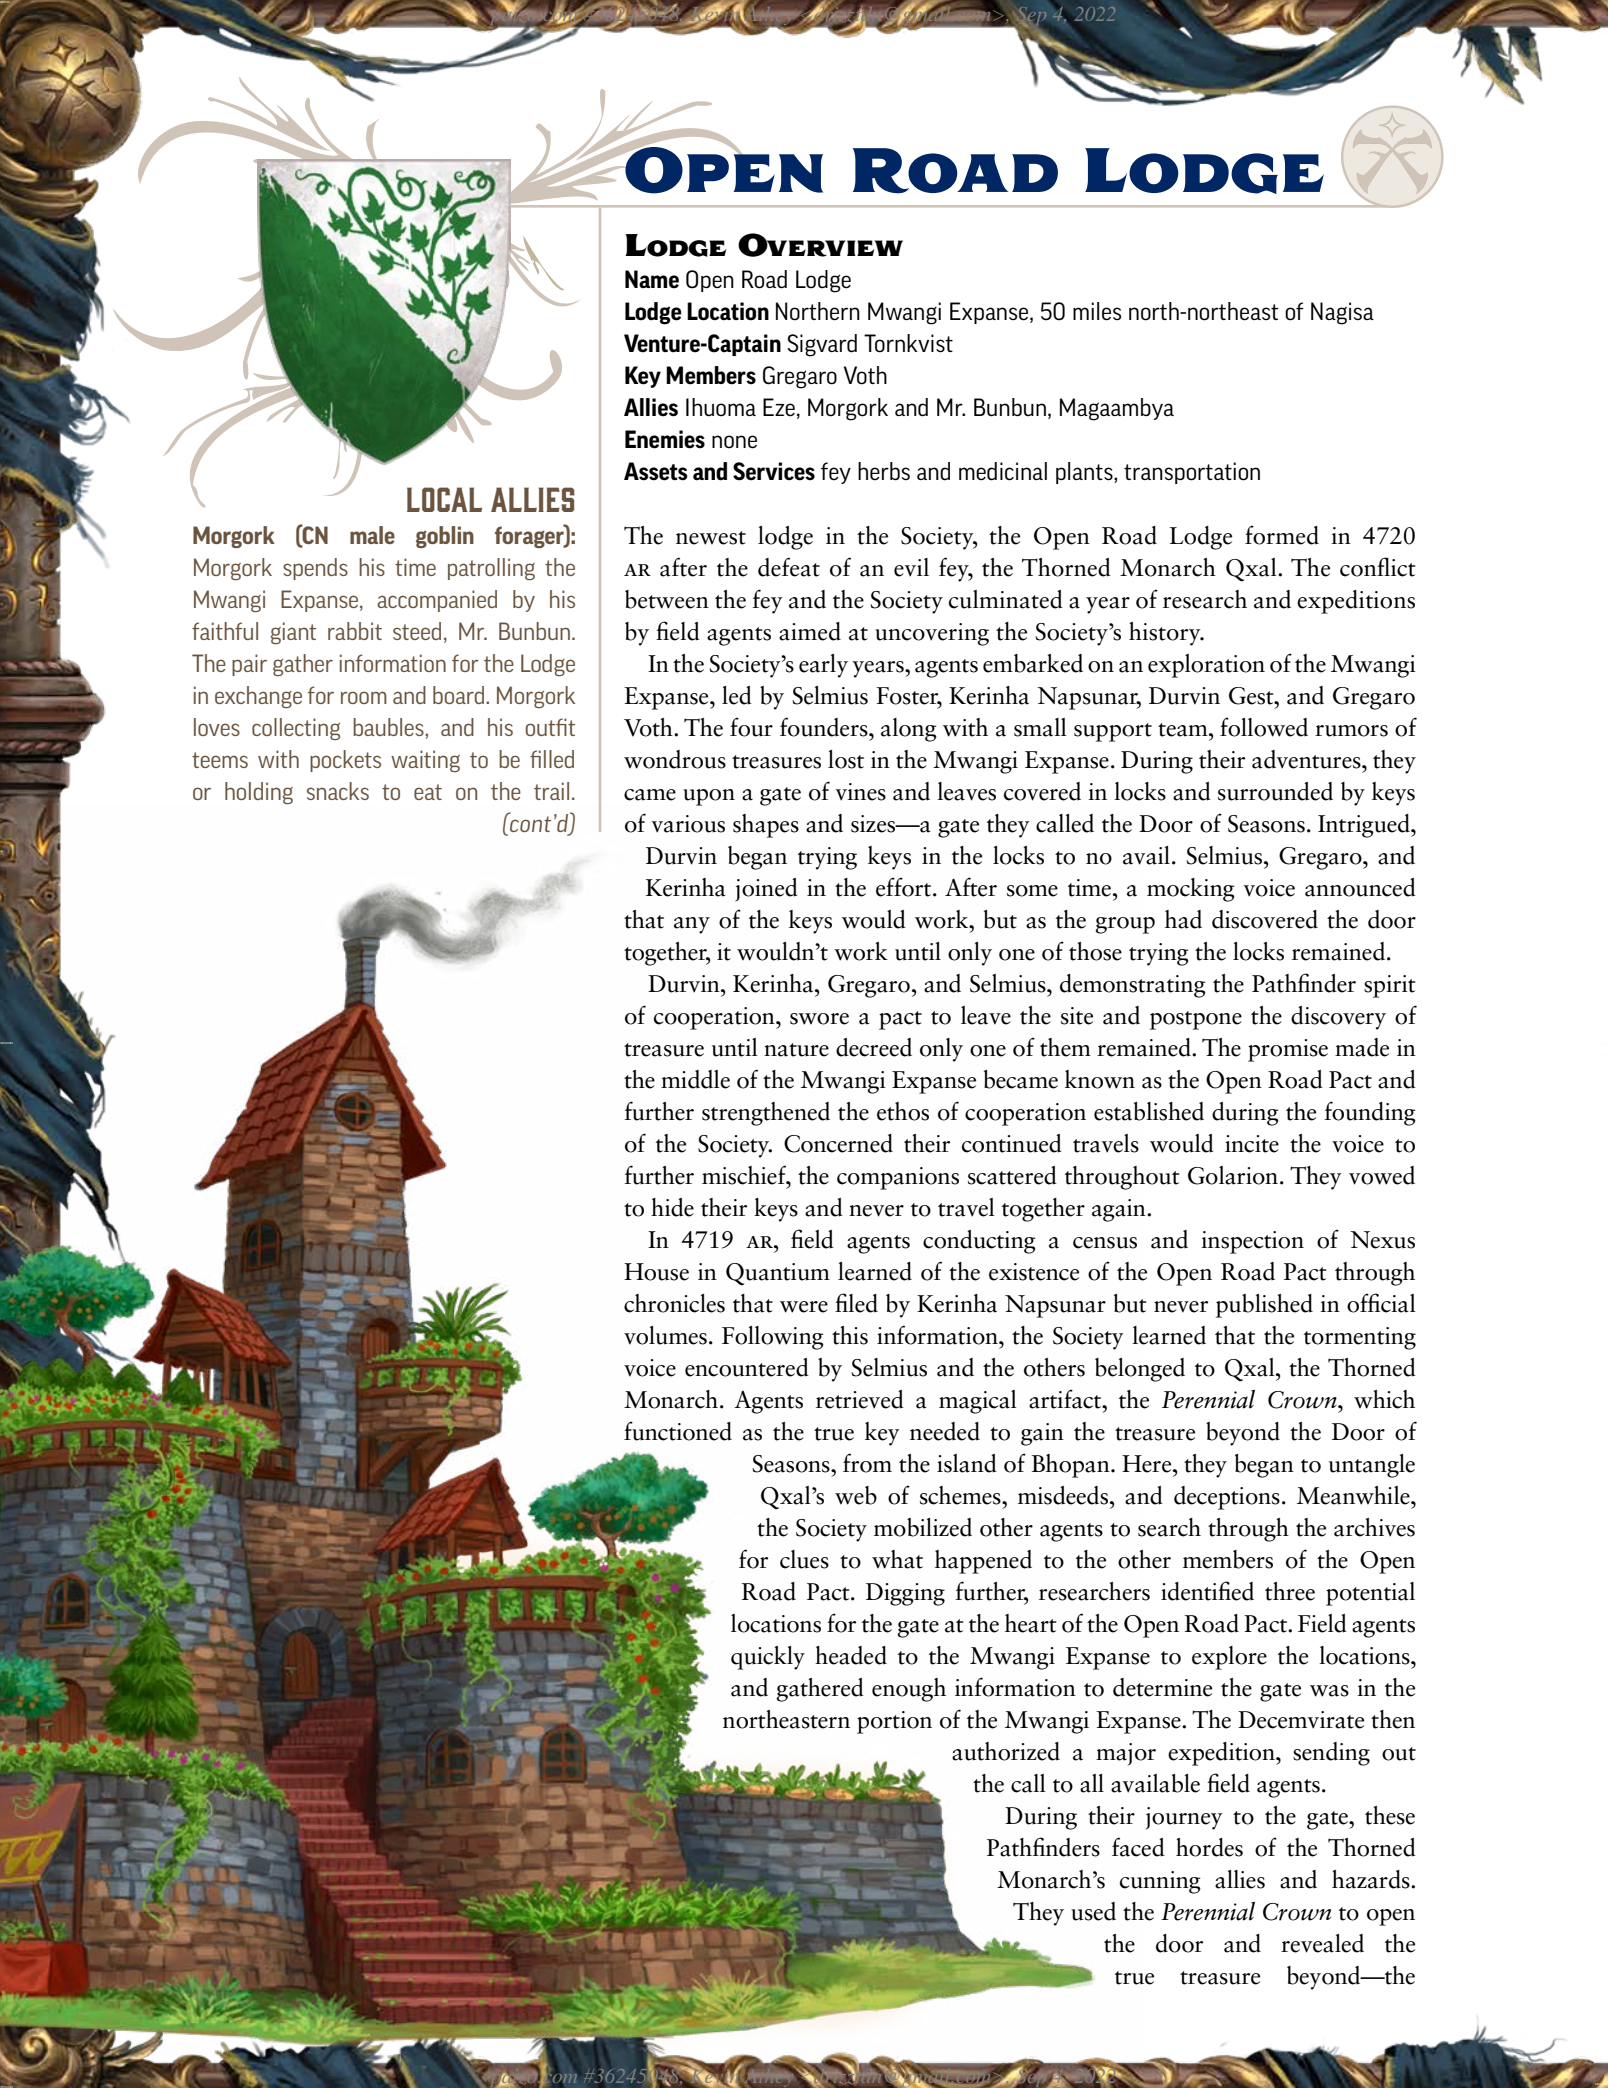 paizo.com #36245048, Kevin Athey < >, Sep 4, 2022
OPEN ROAD LODGE
LODGE OVERVIEW
Name Open Road Lodge
Lodge Location Northern Mwangi Expanse, 50 miles north-northeast of Nagisa
Venture-Captain Sigvard Tornkvist
Key Members Gregaro Voth
Allies Ihuoma Eze, Morgork and Mr. Bunbun, Magaambya
Enemies none
Assets and Services fey herbs and medicinal plants, transportation
LOCAL ALLIES
Morgork (CN male goblin forager):
Morgork spends his time patrolling the
Mwangi Expanse, accompanied by his
faithful giant rabbit steed, Mr. Bunbun.
The pair gather information for the Lodge
in exchange for room and board. Morgork
loves collecting baubles, and his outfit
teems with pockets waiting to be filled
or holding snacks to eat on the trail.
(cont'd)
The newest lodge in the Society, the Open Road Lodge formed in 4720
AR after the defeat of an evil fey, the Thorned Monarch Qxal. The conflict
between the fey and the Society culminated a year of research and expeditions
by field agents aimed at uncovering the Society's history.
In the Society's early years, agents embarked on an exploration of the Mwangi
Expanse, led by Selmius Foster, Kerinha Napsunar, Durvin Gest, and Gregaro
Voth. The four founders, along with a small support team, followed rumors of
wondrous treasures lost in the Mwangi Expanse. During their adventures, they
came upon a gate of vines and leaves covered in locks and surrounded by keys
of various shapes and sizes—a gate they called the Door of Seasons. Intrigued,
Durvin began trying keys in the locks to no avail. Selmius, Gregaro, and
Kerinha joined in the effort. After some time, a mocking voice announced
that any of the keys would work, but as the group had discovered the door
together, it wouldn't work until only one of those trying the locks remained.
Durvin, Kerinha, Gregaro, and Selmius, demonstrating the Pathfinder spirit
of cooperation, swore a pact to leave the site and postpone the discovery of
treasure until nature decreed only one of them remained. The promise made in
the middle of the Mwangi Expanse became known as the Open Road Pact and
further strengthened the ethos of cooperation established during the founding
of the Society. Concerned their continued travels would incite the voice to
further mischief, the companions scattered throughout Golarion. They vowed
to hide their keys and never to travel together again.
In 4719 AR, field agents conducting a census and inspection of Nexus
House in Quantium learned of the existence of the Open Road Pact through
chronicles that were filed by Kerinha Napsunar but never published in official
volumes. Following this information, the Society learned that the tormenting
voice encountered by Selmius and the others belonged to Qxal, the Thorned
Monarch. Agents retrieved a magical artifact, the Perennial Crown, which
functioned as the true key needed to gain the treasure beyond the Door of
Seasons, from the island of Bhopan. Here, they began to untangle
Qxal's web of schemes, misdeeds, and deceptions. Meanwhile,
the Society mobilized other agents to search through the archives
for clues to what happened to the other members of the Open
Road Pact. Digging further, researchers identified three potential
locations for the gate at the heart of the Open Road Pact. Field agents
quickly headed to the Mwangi Expanse to explore the locations,
and gathered enough information to determine the gate was in the
northeastern portion of the Mwangi Expanse. The Decemvirate then
authorized a major expedition, sending out
the call to all available field agents.
During their journey to the gate, these
Pathfinders faced hordes of the Thorned
Monarch's cunning allies and hazards.
They used the Perennial Crown to open
the door and revealed the
true treasure beyond—the
paizo.com #36245048, Kevin Athey < >, Sep 4, 2022